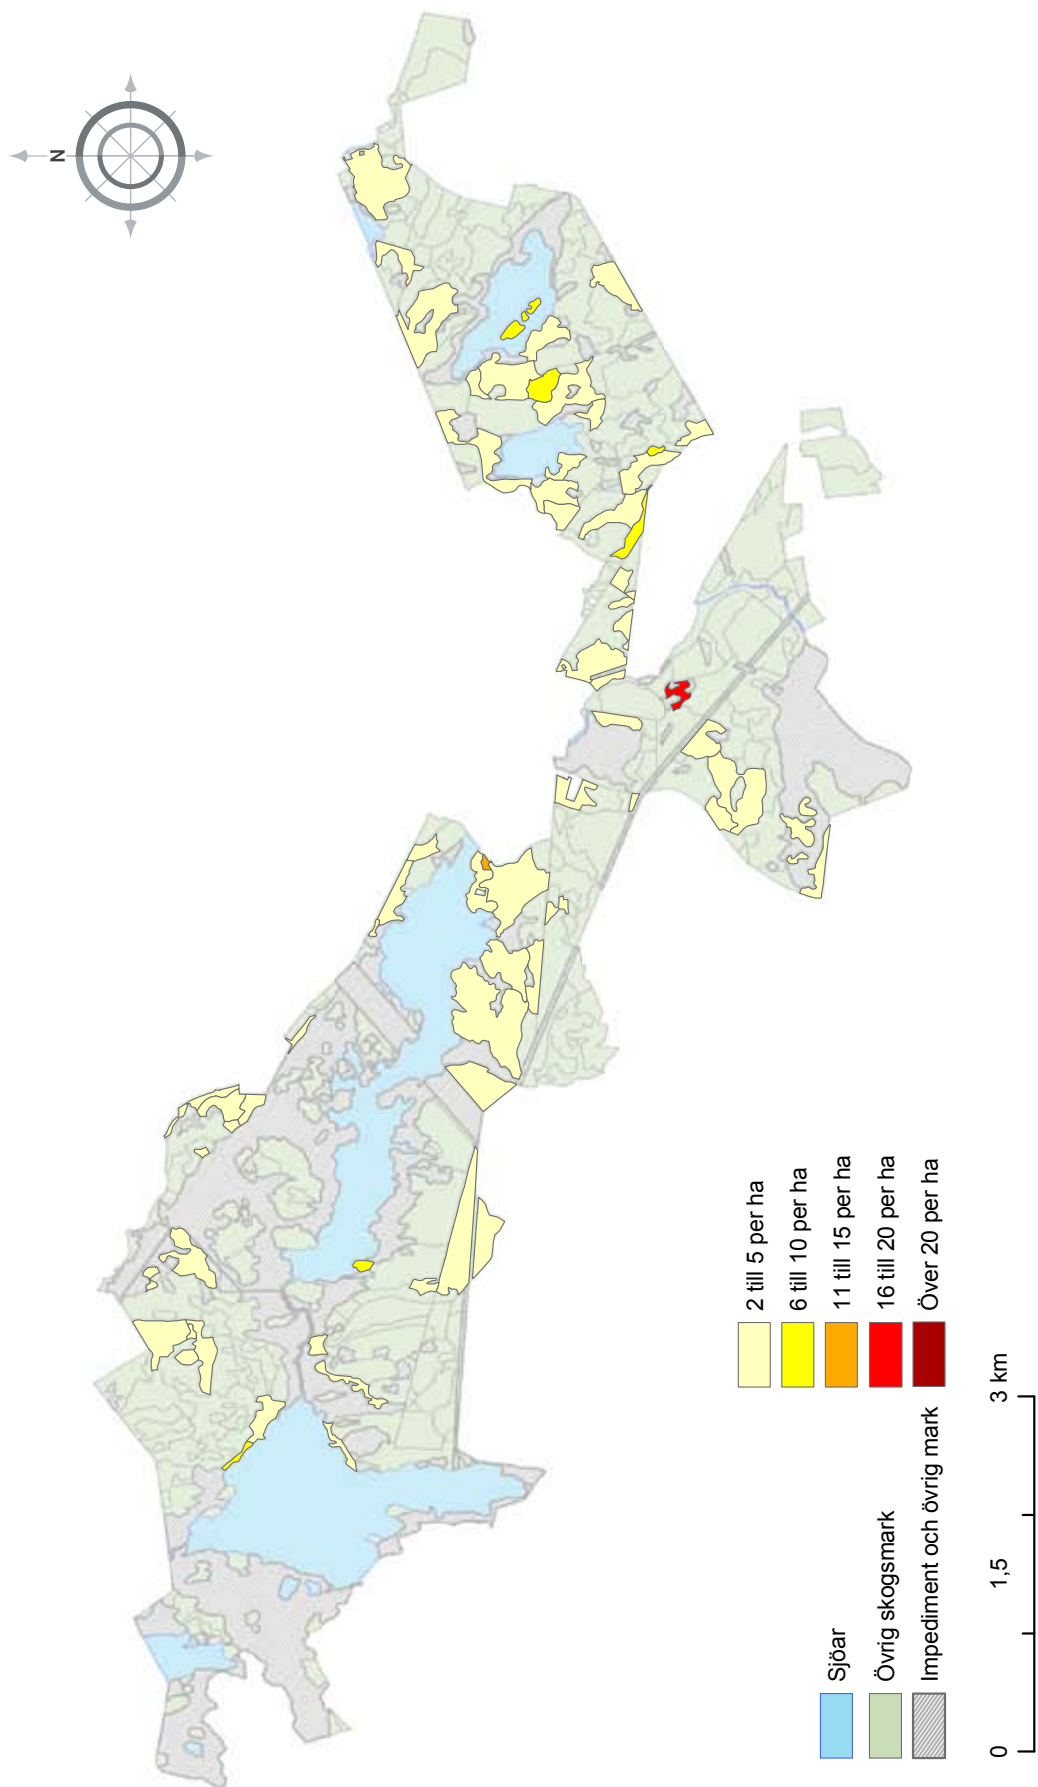 N
2 till 5 per ha
6 till 10 per ha
11 till 15 per ha
16 till 20 per ha
Över 20 per ha
Sjöar
Övrig skogsmark
Impediment och övrig mark
0 1,5 3 km